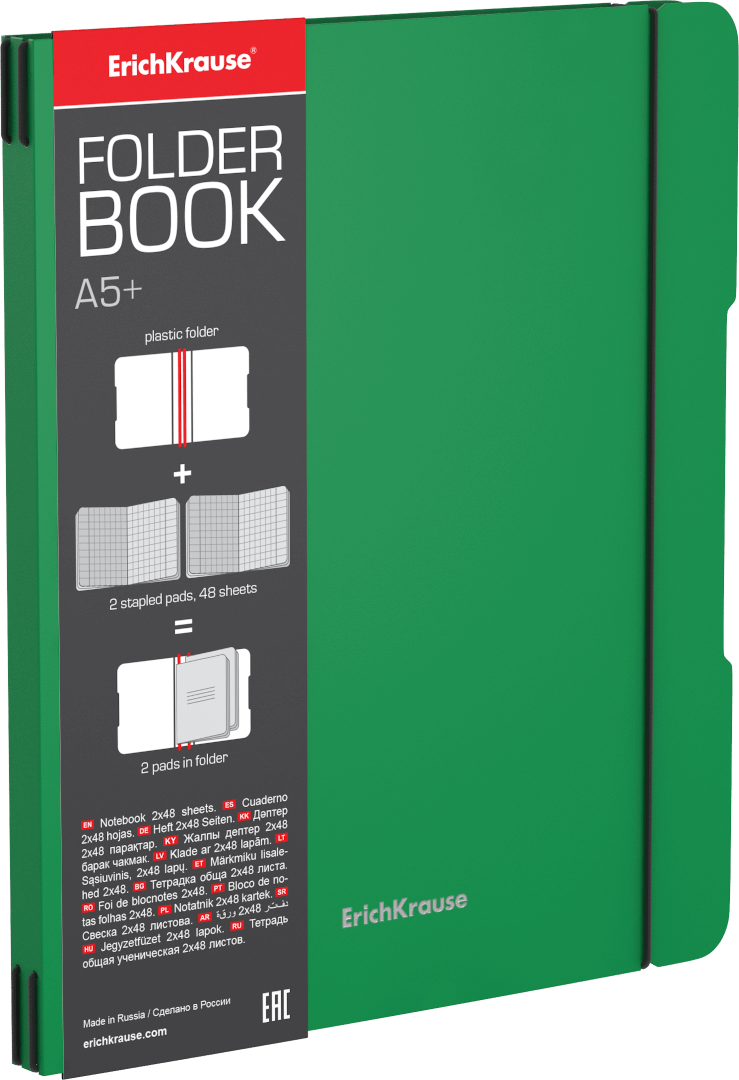 ErichKrause®
FOLDER
BOOK
A5+
plastic folder
+
2 stapled pads, 48 sheets
=
2 pads in folder
EN Notebook 2x48 sheets. ES Cuaderno
2x48 hojas. DE Heft 2x48 Seiten. KK Дəптер
2x48 парақтар. KY Жалпы дептер 2x48
барак чакмак. LV Klade ar 2x48 lapām. LT
Sąsiuvinis, 2x48 lapų. ET Märkmiku lisale-
hed 2x48. BG Тетрадка обща 2x48 листа.
RO Foi de blocnotes 2x48. PT Bloco de no-
tas folhas 2x48. PL Notatnik 2x48 kartek. SR
Свеска 2x48 листова. AR دفتر 2x48 ورقة
HU Jegyzetfüzet 2x48 lapok. RU Тетрадь
общая ученическая 2x48 листов.
Made in Russia / Сделано в России
erichkrause.com
EAC
ErichKrause